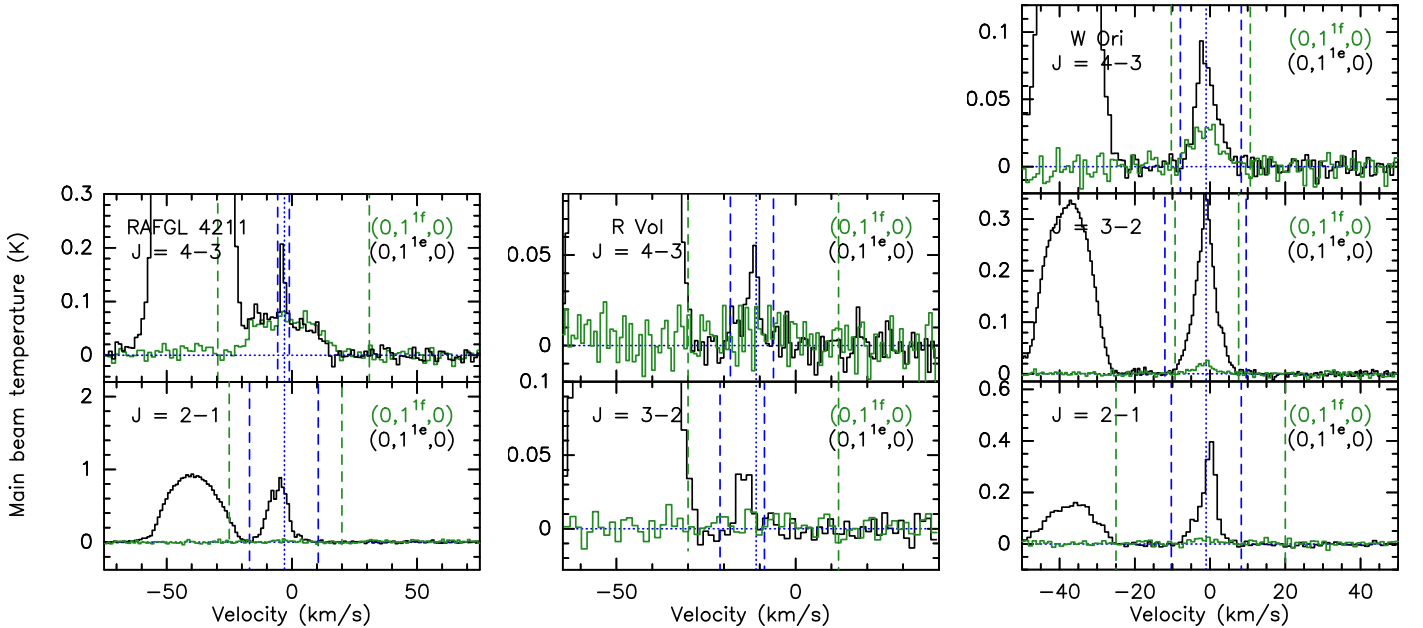 W Ori (0,1^1f,0)
J = 4-3 (0,1^1e,0)
0.1
0.05
0
RAFGL 4211 (0,1^1f,0)
J = 4-3 (0,1^1e,0)
0.3
0.2
0.1
0
R Vol (0,1^1f,0)
J = 4-3 (0,1^1e,0)
0.05
0
J = 3-2 (0,1^1f,0)
(0,1^1e,0)
0.3
0.2
0.1
0
J = 2-1 (0,1^1f,0)
(0,1^1e,0)
2
1
0
J = 3-2 (0,1^1f,0)
(0,1^1e,0)
0.1
0.05
0
J = 2-1 (0,1^1f,0)
(0,1^1e,0)
0.6
0.4
0.2
0
Main beam temperature (K)
-50 0 50
Velocity (km/s)
-50 0
Velocity (km/s)
-40 -20 0 20 40
Velocity (km/s)